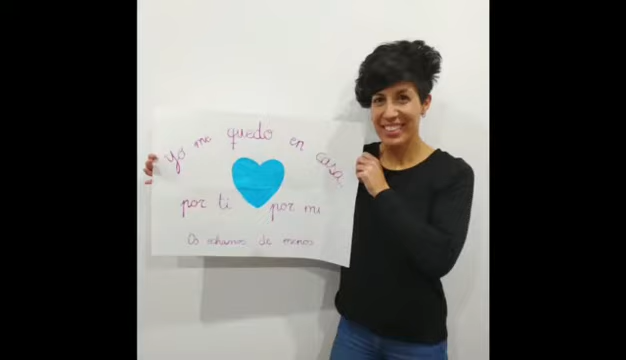 yo me quedo en casa..
por ti por mi
Os echamos de menos